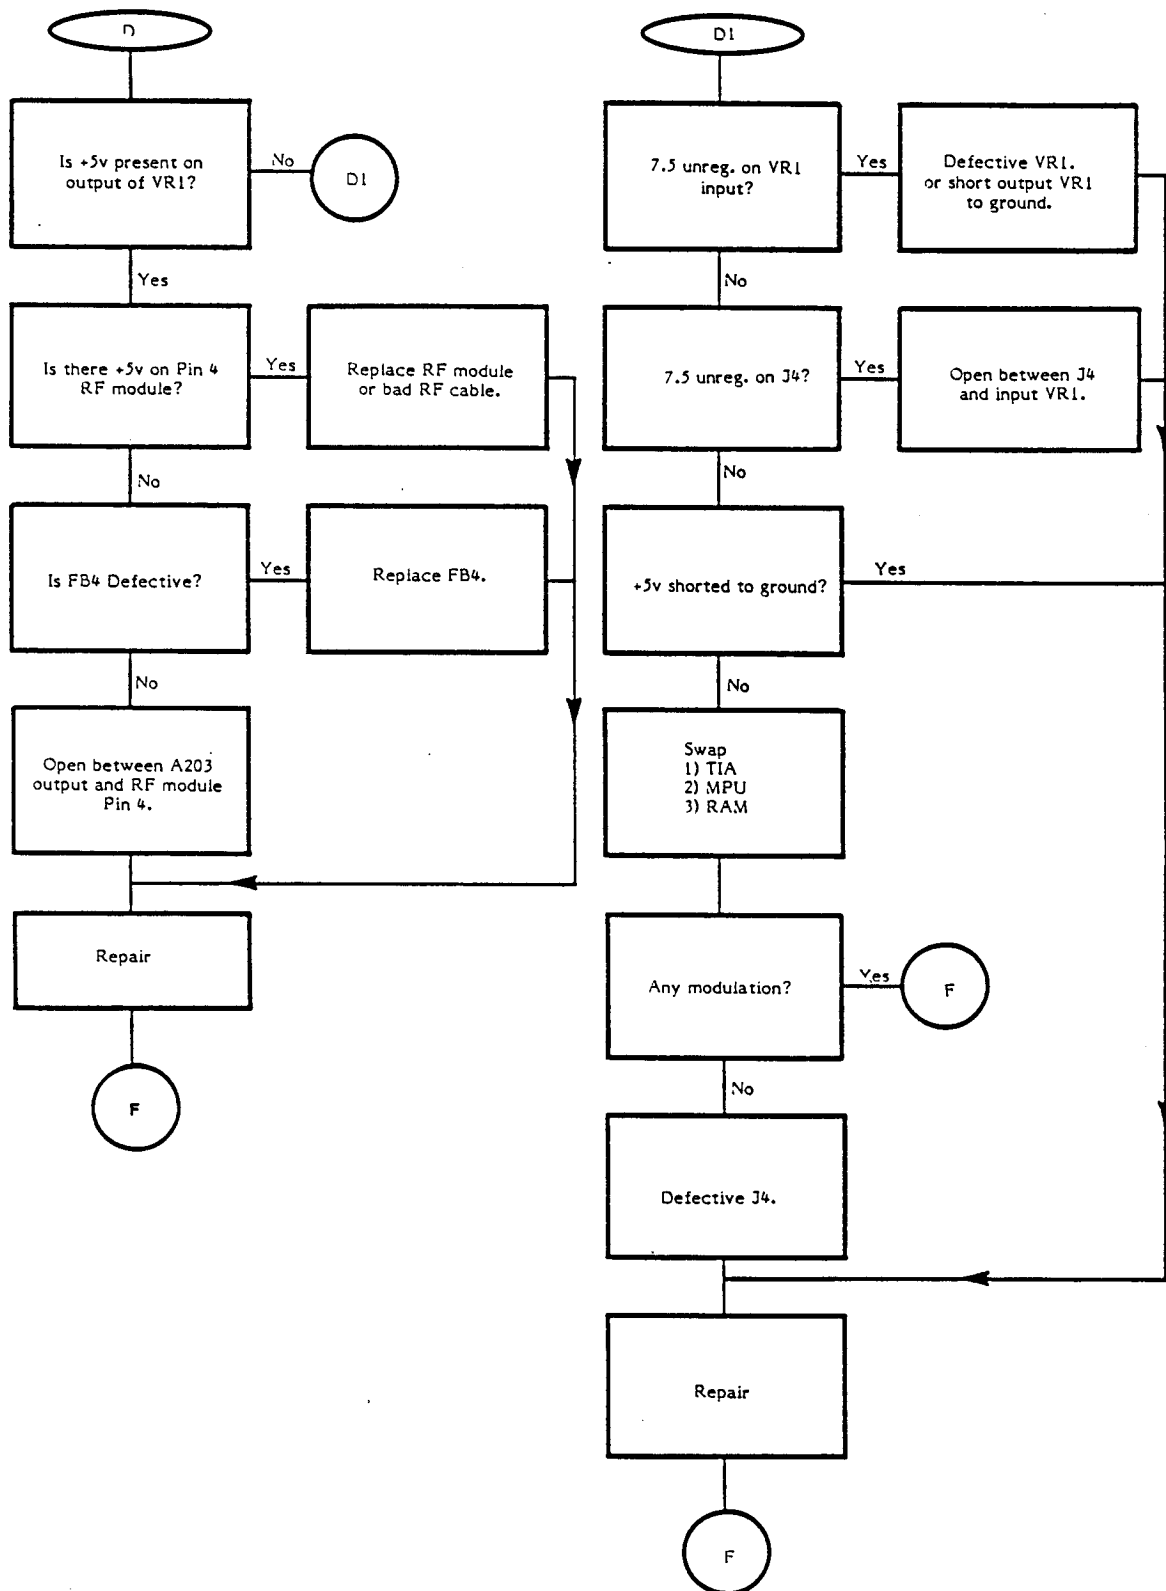 D
Is +5v present on
output of VR1?
No
D1
Yes
Is there +5v on Pin 4
RF module?
Yes
Replace RF module
or bad RF cable.
No
Is FB4 Defective?
Yes
Replace FB4.
No
Open between A203
output and RF module
Pin 4.
Repair
F
D1
7.5 unreg. on VR1
input?
Yes
Defective VR1.
or short output VR1
to ground.
No
7.5 unreg. on J4?
Yes
Open between J4
and input VR1.
No
+5v shorted to ground?
Yes
No
Swap
1) TIA
2) MPU
3) RAM
Any modulation?
Yes
F
No
Defective J4.
Repair
F